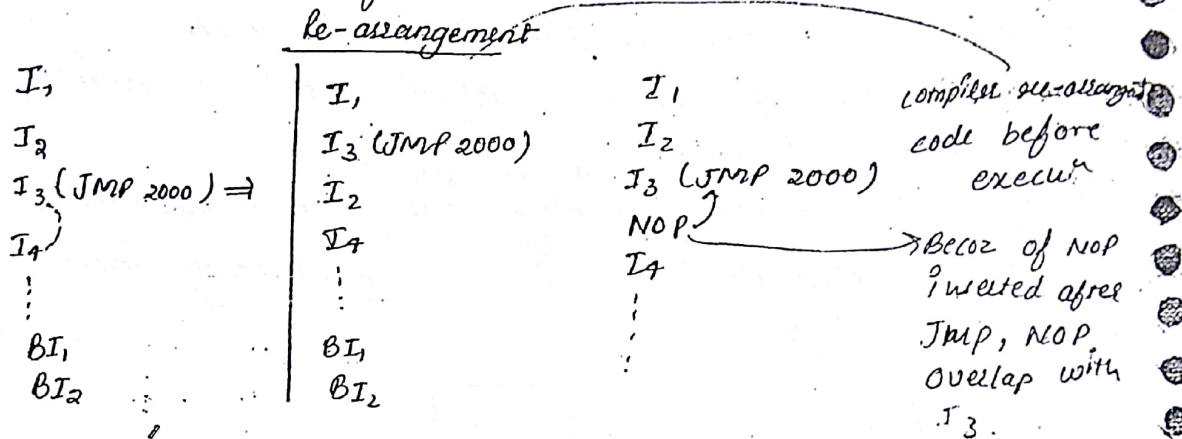 Re-arrangement
I1
I2
I3 (JMP 2000) ⇒
I4
BI1
BI2
I1
I3 (JMP 2000)
I2
I4
BI1
BI2
I1
I2
I3 (JMP 2000)
NOP
I4
compiler re-arrange
code before
execun
Becoz of NOP
inserted after
Jmp, NOP
overlap with
I3.